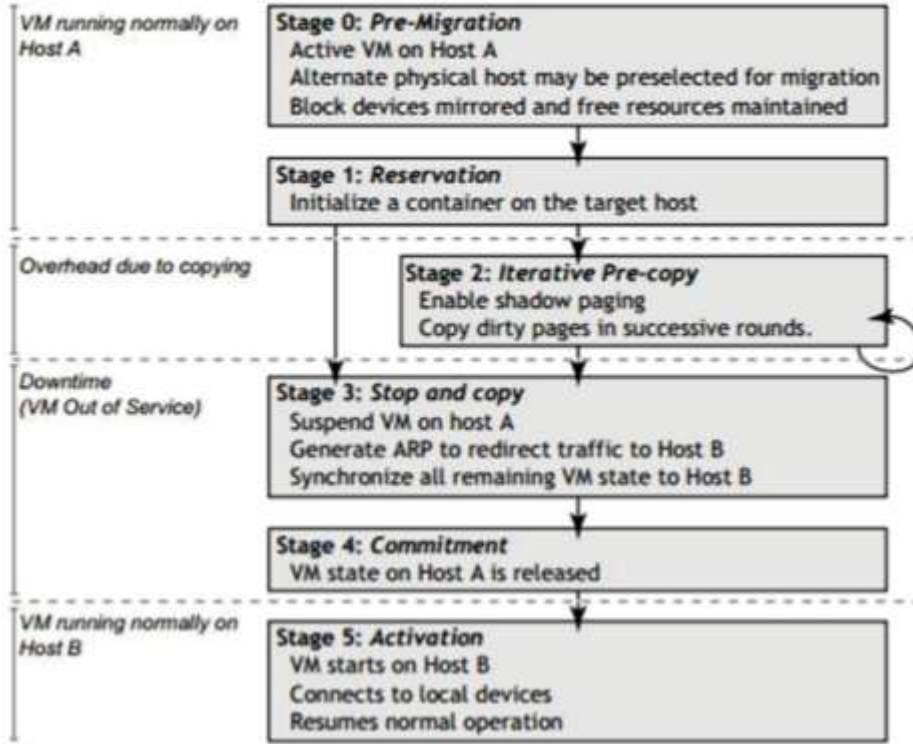 VM running normally on
Host A
Stage 0: Pre-Migration
Active VM on Host A
Alternate physical host may be preselected for migration
Block devices mirrored and free resources maintained
Stage 1: Reservation
Initialize a container on the target host
Overhead due to copying
Stage 2: Iterative Pre-copy
Enable shadow paging
Copy dirty pages in successive rounds.
Downtime
(VM Out of Service)
Stage 3: Stop and copy
Suspend VM on host A
Generate ARP to redirect traffic to Host B
Synchronize all remaining VM state to Host B
Stage 4: Commitment
VM state on Host A is released
VM running normally on
Host B
Stage 5: Activation
VM starts on Host B
Connects to local devices
Resumes normal operation